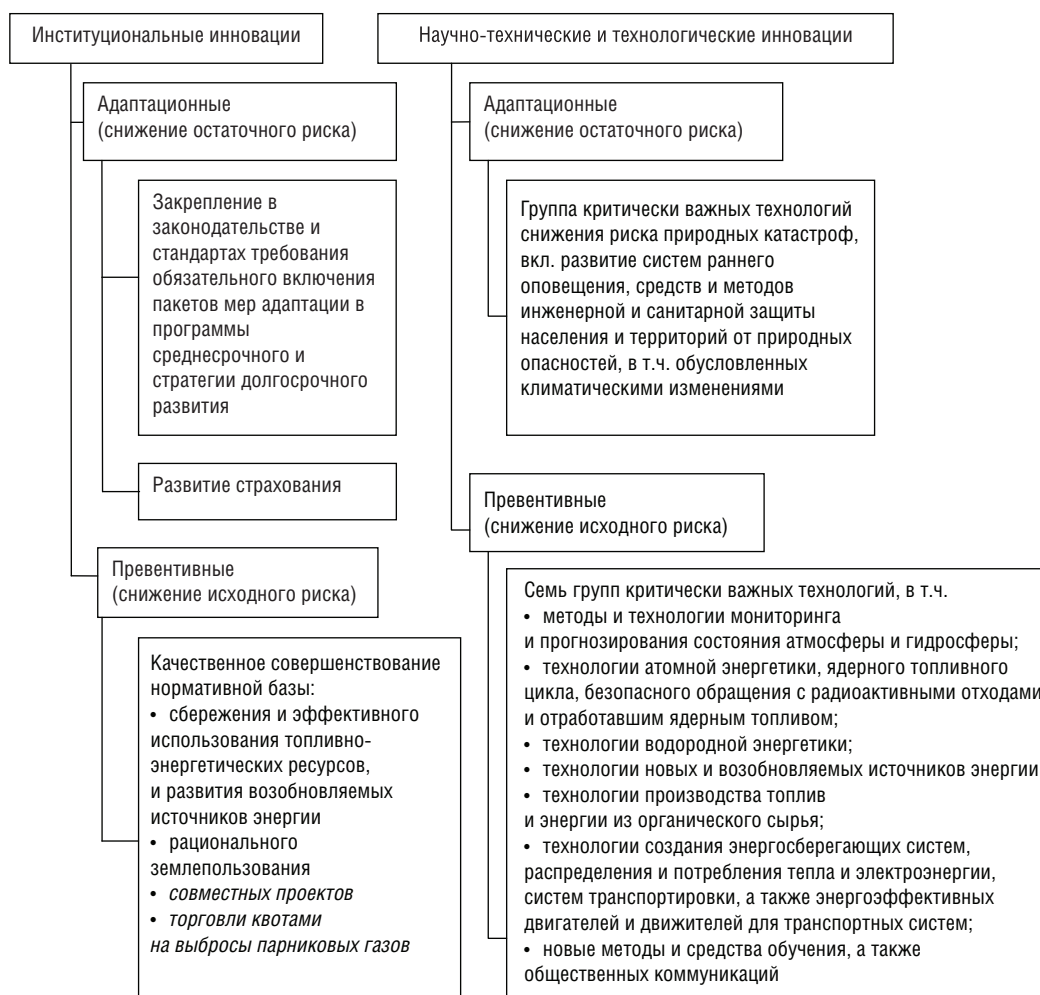 Институциональные инновации
Адаптационные
(снижение остаточного риска)
Закрепление в
законодательстве и
стандартах требования
обязательного включения
пакетов мер адаптации в
программы
среднесрочного и
стратегии долгосрочного
развития
Развитие страхования
Превентивные
(снижение исходного риска)
Качественное совершенствование
нормативной базы:
• сбережения и эффективного
использования топливно-
энергетических ресурсов,
и развития возобновляемых
источников энергии
• рационального
землепользования
• совместных проектов
• торговли квотами
на выбросы парниковых газов
Научно-технические и технологические инновации
Адаптационные
(снижение остаточного риска)
Группа критически важных технологий
снижения риска природных катастроф,
вкл. развитие систем раннего
оповещения, средств и методов
инженерной и санитарной защиты
населения и территорий от природных
опасностей, в т.ч. обусловленных
климатическими изменениями
Превентивные
(снижение исходного риска)
Семь групп критически важных технологий, в т.ч.
• методы и технологии мониторинга
и прогнозирования состояния атмосферы и гидросферы;
• технологии атомной энергетики, ядерного топливного
цикла, безопасного обращения с радиоактивными отходами
и отработавшим ядерным топливом;
• технологии водородной энергетики;
• технологии новых и возобновляемых источников энергии
• технологии производства топлив
и энергии из органического сырья;
• технологии создания энергосберегающих систем,
распределения и потребления тепла и электроэнергии,
систем транспортировки, а также энергоэффективных
двигателей и движителей для транспортных систем;
• новые методы и средства обучения, а также
общественных коммуникаций